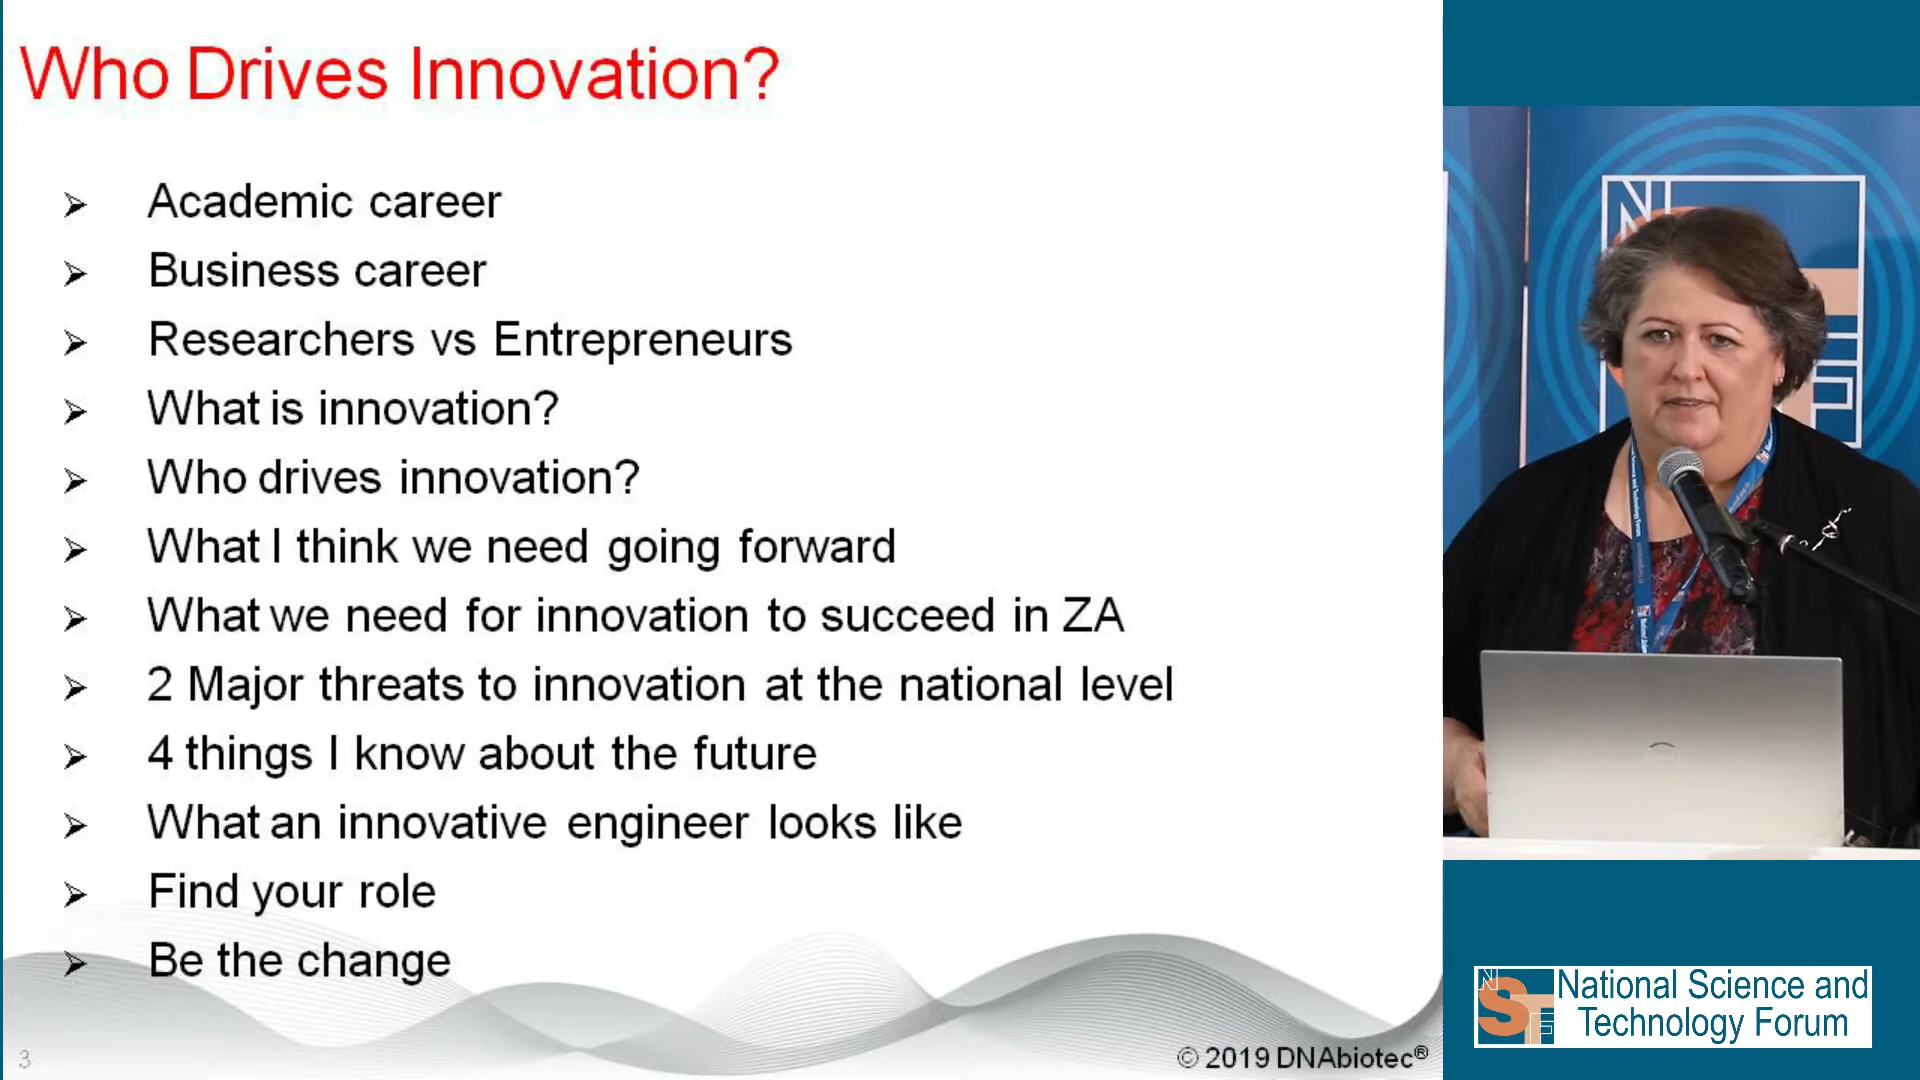 Who Drives Innovation?
Academic career
Business career
Researchers vs Entrepreneurs
What is innovation?
Who drives innovation?
What I think we need going forward
What we need for innovation to succeed in ZA
2 Major threats to innovation at the national level
4 things I know about the future
What an innovative engineer looks like
Find your role
Be the change
3
© 2019 DNAbiotec®
NSTF
National Science and
Technology Forum